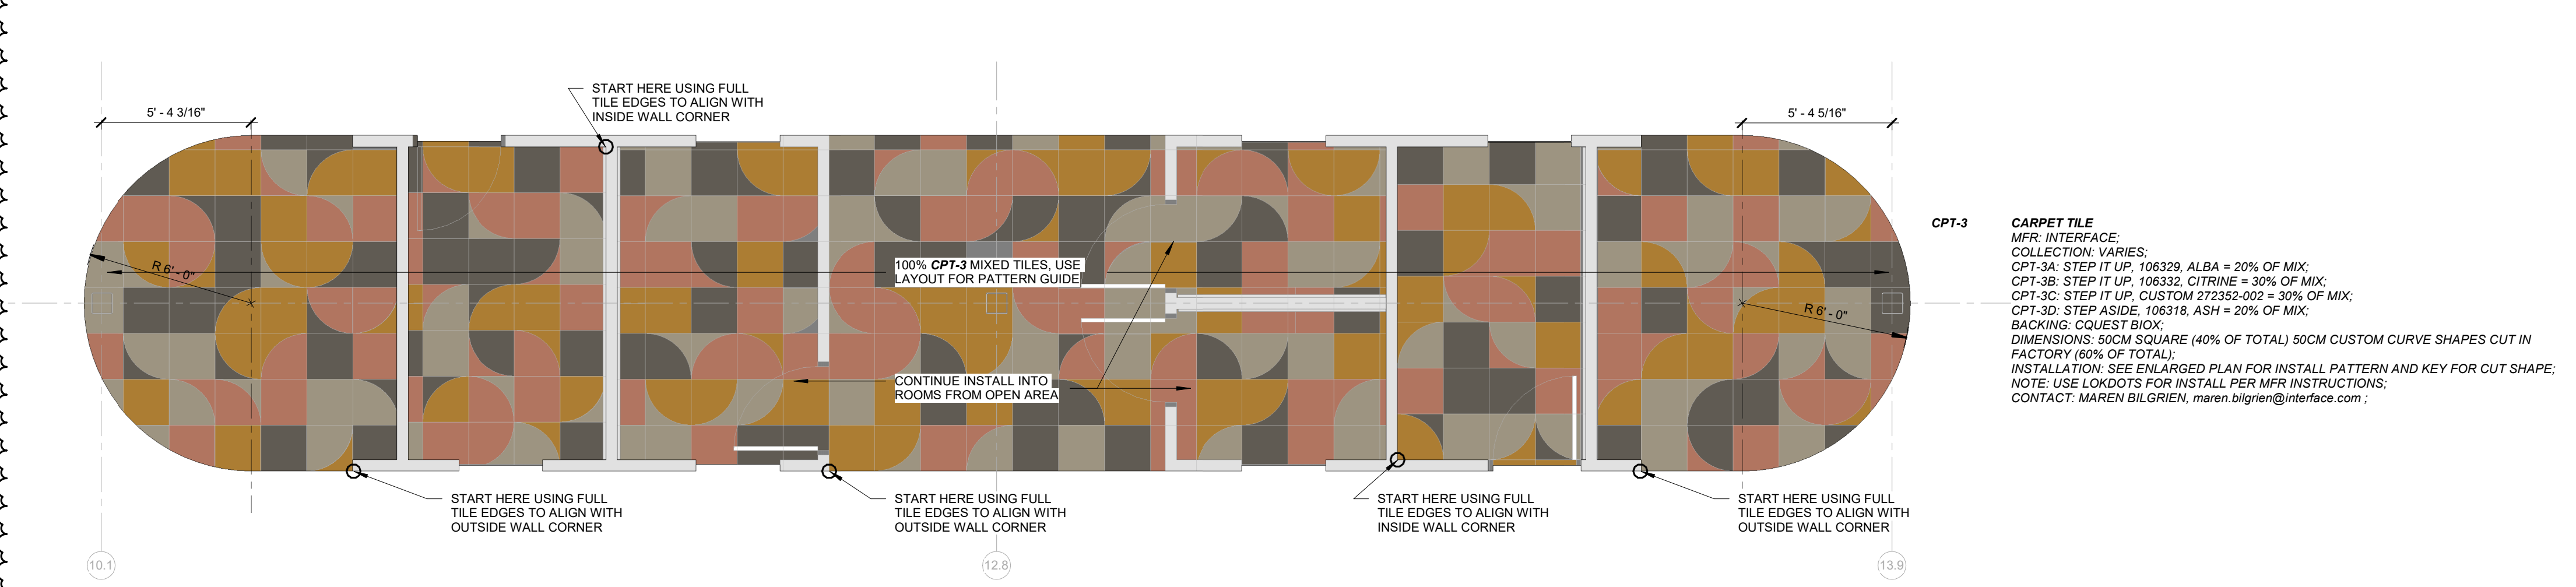 START HERE USING FULL
TILE EDGES TO ALIGN WITH
INSIDE WALL CORNER
5' - 4 3/16"
5' - 4 5/16"
R 6' - 0"
100% CPT-3 MIXED TILES, USE
LAYOUT FOR PATTERN GUIDE
R 6' - 0"
CONTINUE INSTALL INTO
ROOMS FROM OPEN AREA
START HERE USING FULL
TILE EDGES TO ALIGN WITH
OUTSIDE WALL CORNER
START HERE USING FULL
TILE EDGES TO ALIGN WITH
OUTSIDE WALL CORNER
START HERE USING FULL
TILE EDGES TO ALIGN WITH
INSIDE WALL CORNER
START HERE USING FULL
TILE EDGES TO ALIGN WITH
OUTSIDE WALL CORNER
10.1
12.8
13.9
CPT-3 CARPET TILE
MFR: INTERFACE;
COLLECTION: VARIES;
CPT-3A: STEP IT UP, 106329, ALBA = 20% OF MIX;
CPT-3B: STEP IT UP, 106332, CITRINE = 30% OF MIX;
CPT-3C: STEP IT UP, CUSTOM 272352-002 = 30% OF MIX;
CPT-3D: STEP ASIDE, 106318, ASH = 20% OF MIX;
BACKING: CQUEST BIOX;
DIMENSIONS: 50CM SQUARE (40% OF TOTAL) 50CM CUSTOM CURVE SHAPES CUT IN
FACTORY (60% OF TOTAL);
INSTALLATION: SEE ENLARGED PLAN FOR INSTALL PATTERN AND KEY FOR CUT SHAPE;
NOTE: USE LOKDOTS FOR INSTALL PER MFR INSTRUCTIONS;
CONTACT: MAREN BILGRIEN, maren.bilgrien@interface.com ;